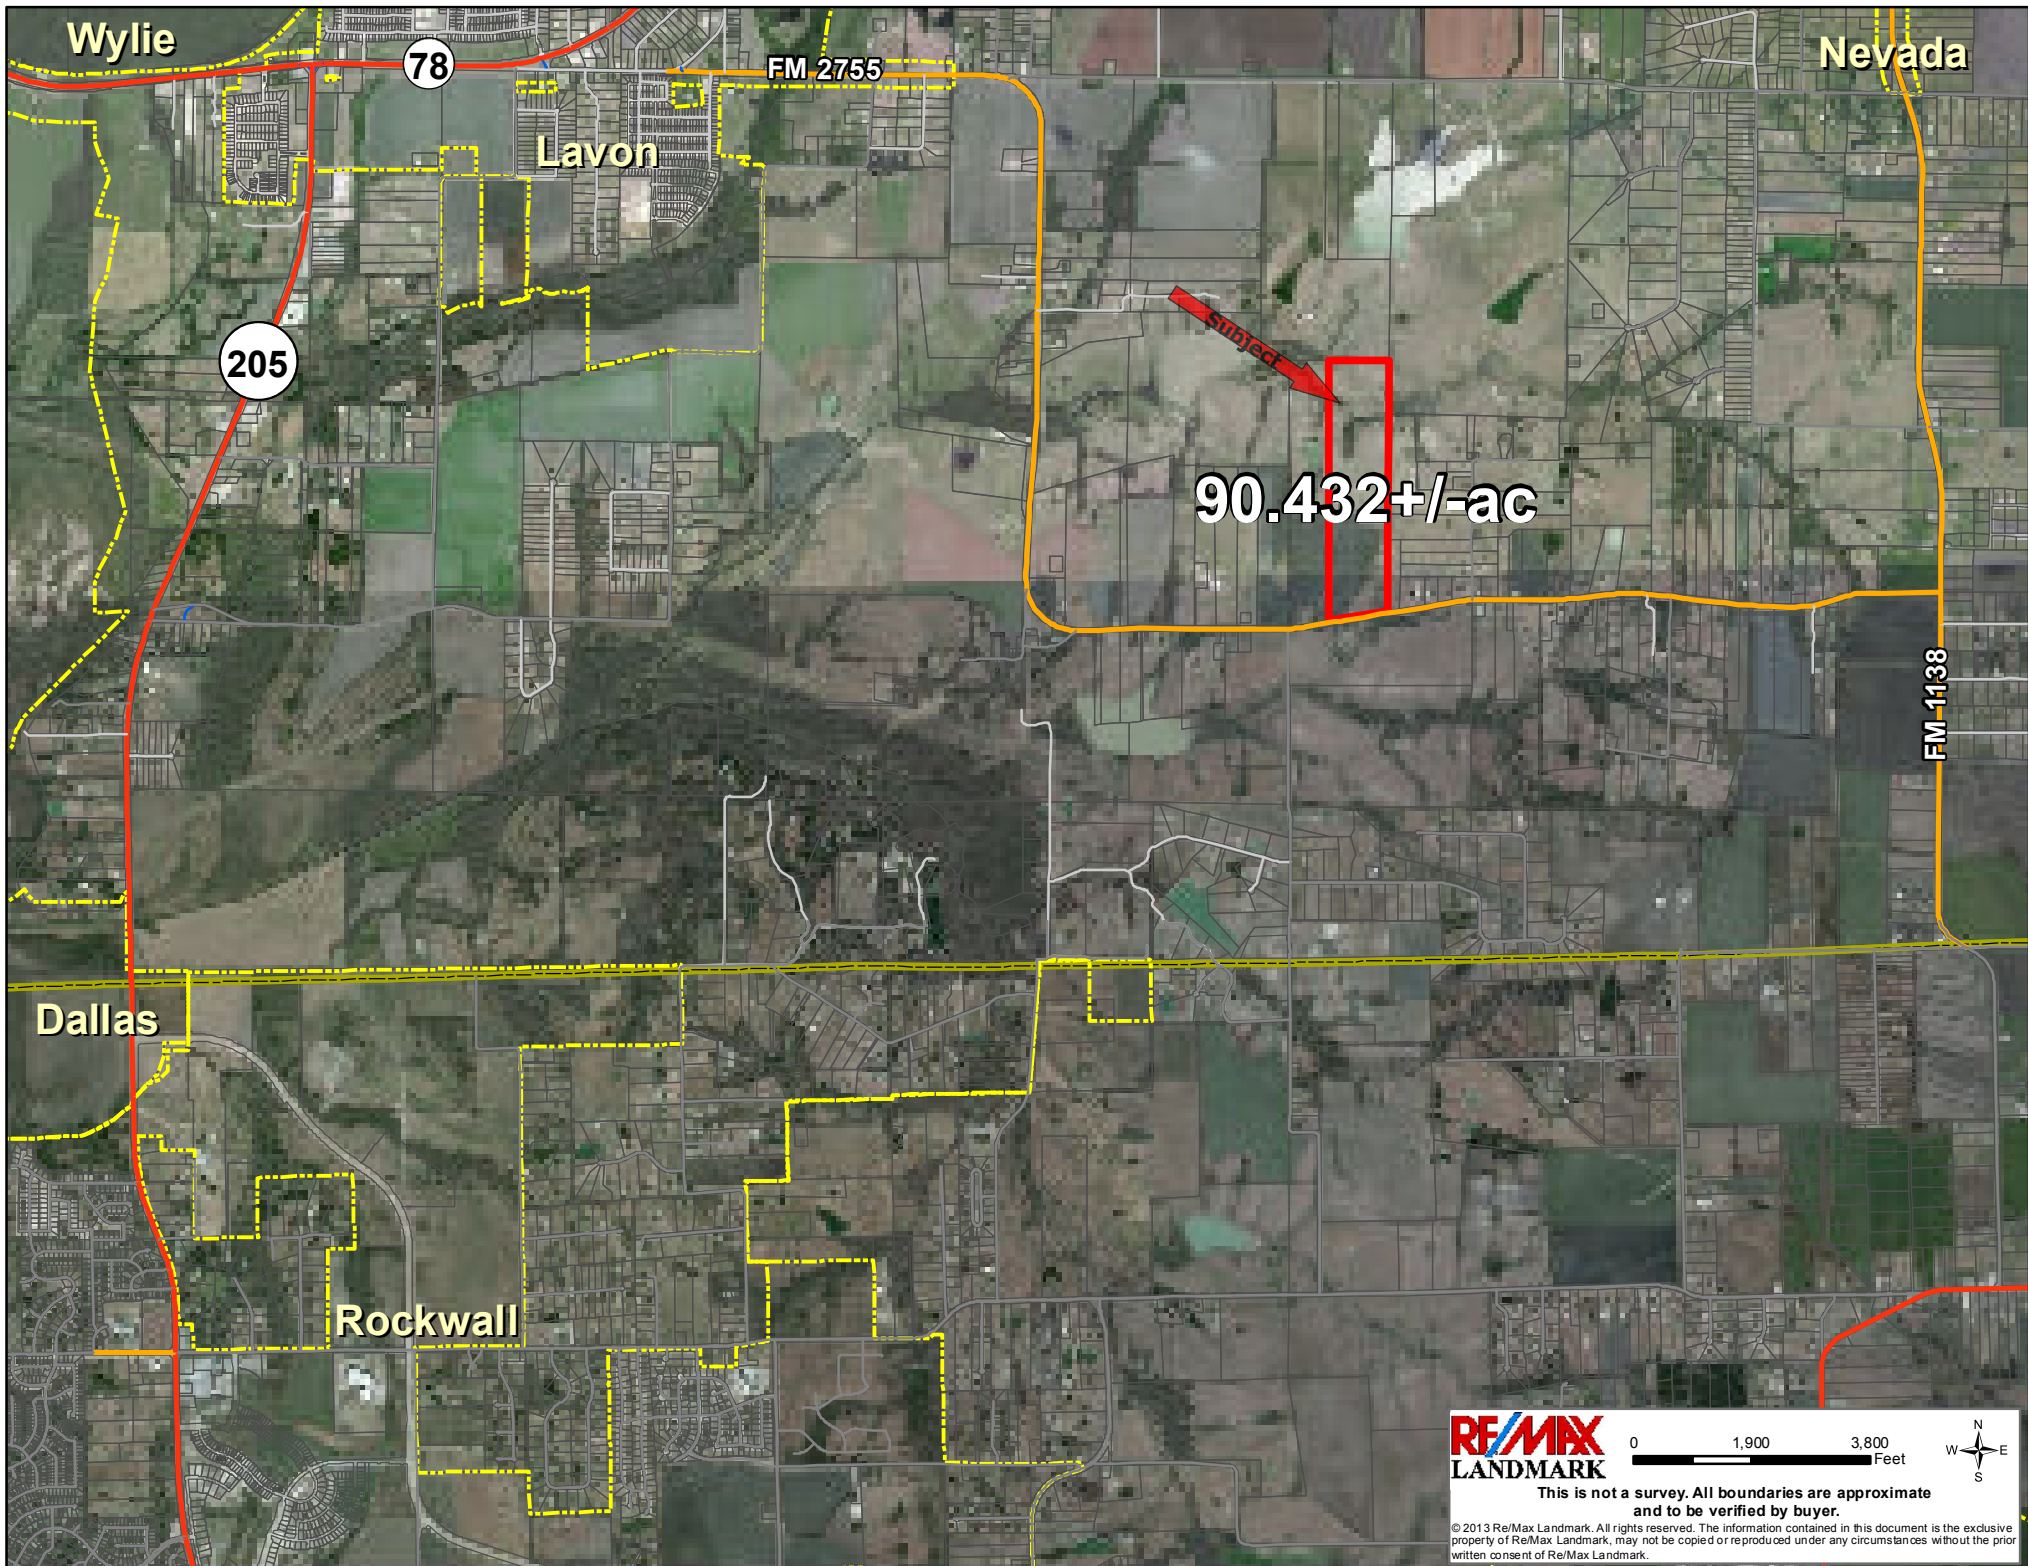 Wylie
78
FM 2755
Nevada
Lavon
205
Subject
90.432+/-ac
FM 1138
Dallas
Rockwall
RE/MAX
LANDMARK
0 1,900 3,800
Feet
N
W E
S
This is not a survey. All boundaries are approximate
and to be verified by buyer.
© 2013 Re/Max Landmark. All rights reserved. The information contained in this document is the exclusive
property of Re/Max Landmark, may not be copied or reproduced under any circumstances without the prior
written consent of Re/Max Landmark.